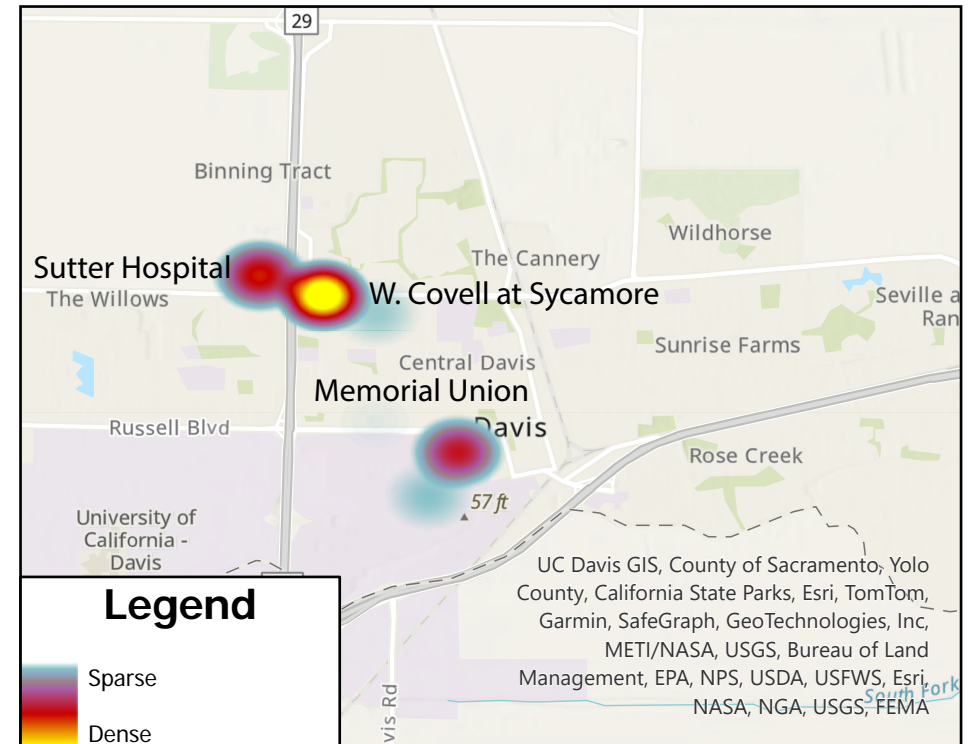 29
Binning Tract
Wildhorse
The Cannery
Sutter Hospital
The Willows
W. Covell at Sycamore
Seville a
Ran
Sunrise Farms
Central Davis
Memorial Union
Russell Blvd
Davis
Rose Creek
57 ft
University of
California -
Davis
UC Davis GIS, County of Sacramento, Yolo
County, California State Parks, Esri, TomTom,
Garmin, SafeGraph, GeoTechnologies, Inc,
METI/NASA, USGS, Bureau of Land
Management, EPA, NPS, USDA, USFWS, Esri,
NASA, NGA, USGS, FEMA
South Fork
vis Rd
Legend
Sparse
Dense